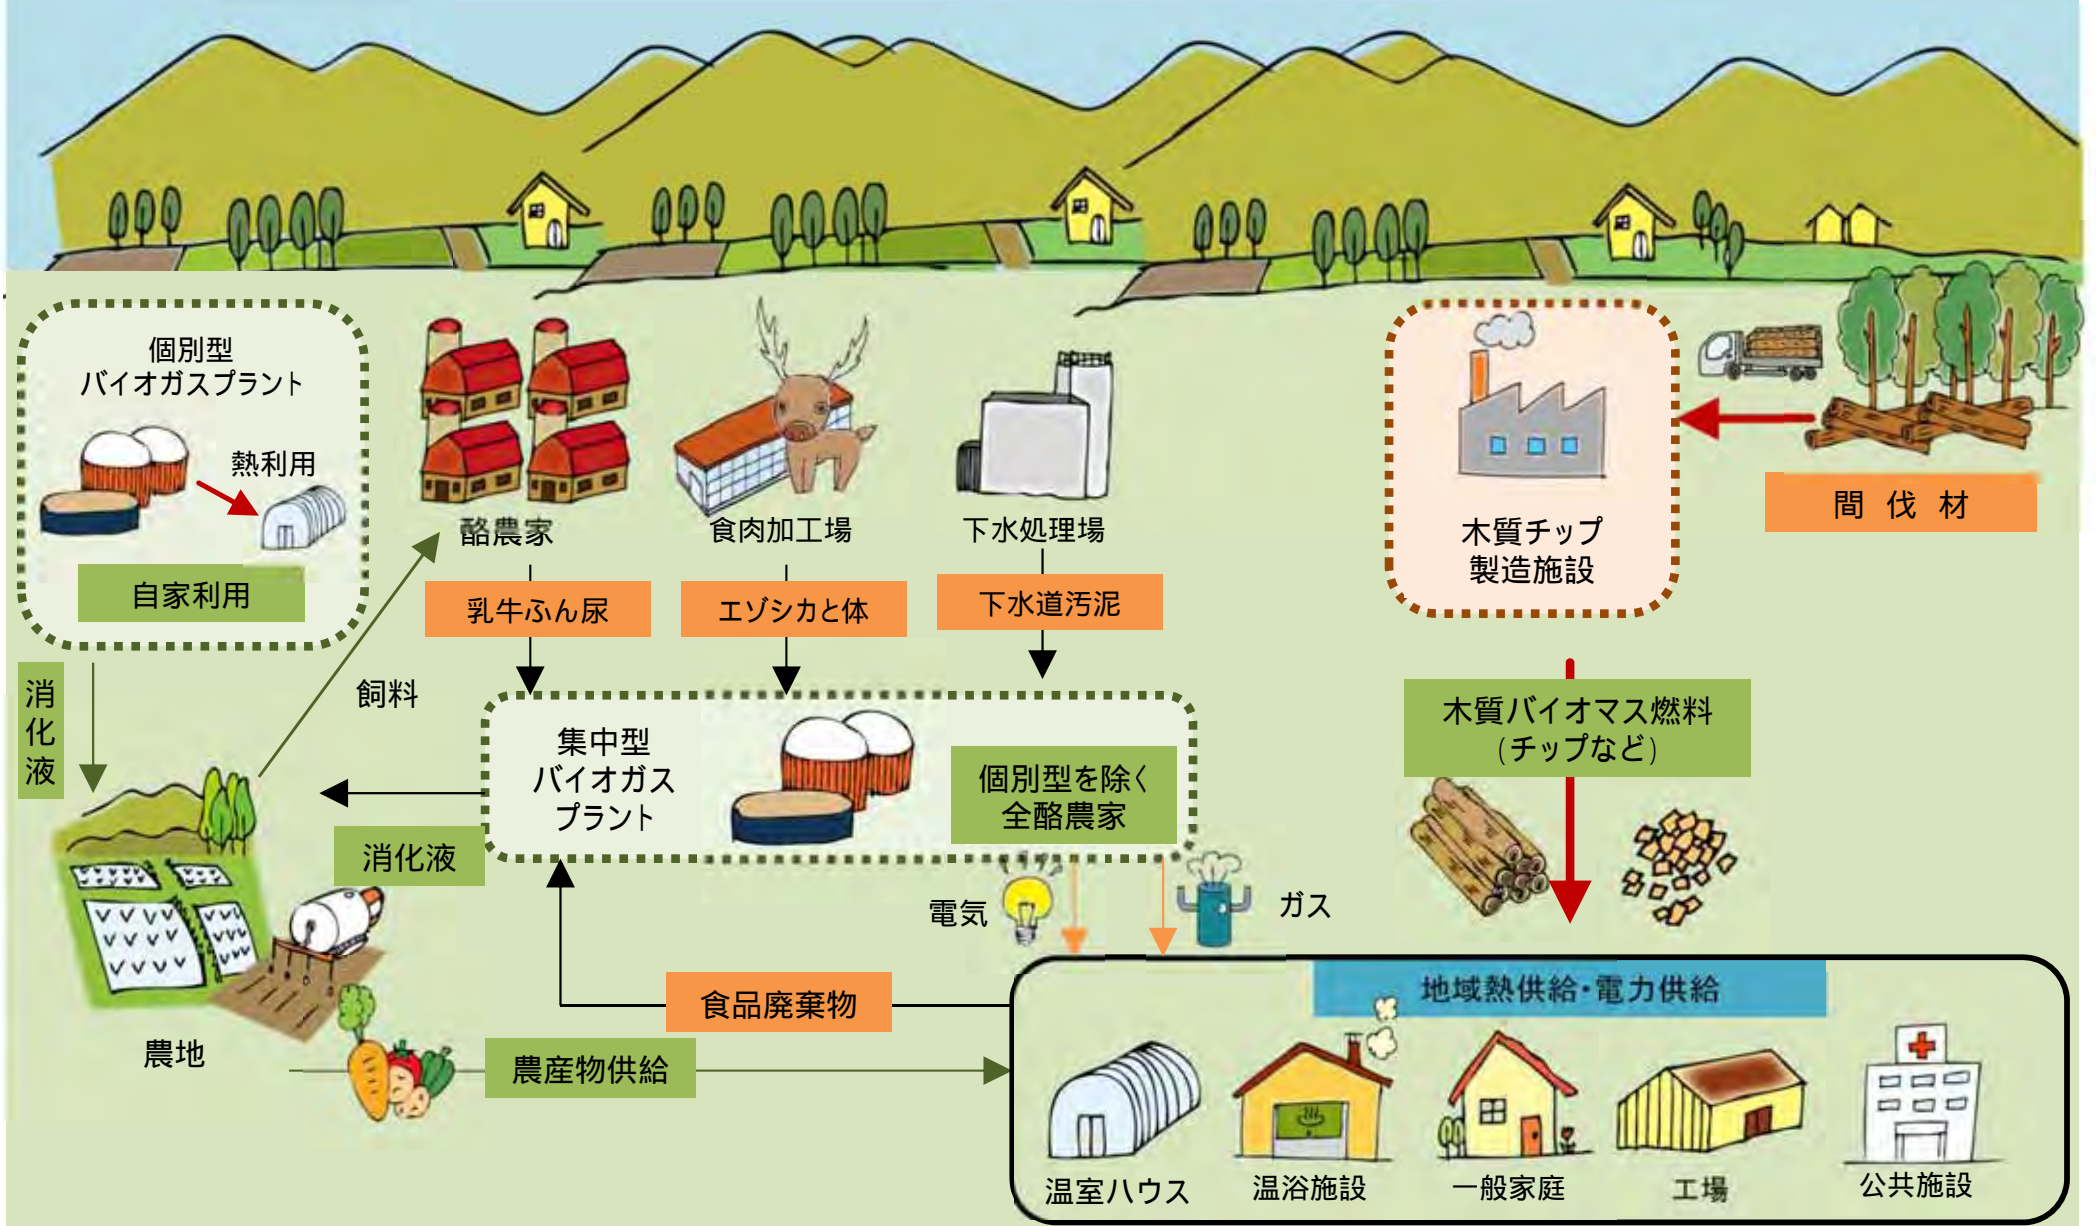 個別型
バイオガスプラント
熱利用
自家利用
酪農家
食肉加工場
下水処理場
木質チップ
製造施設
間伐材
乳牛ふん尿
エゾシカと体
下水道汚泥
消
化
液
飼料
集中型
バイオガス
プラント
個別型を除く
全酪農家
木質バイオマス燃料
(チップなど)
消化液
電気
ガス
食品廃棄物
地域熱供給・電力供給
農地
農産物供給
温室ハウス
温浴施設
一般家庭
工場
公共施設